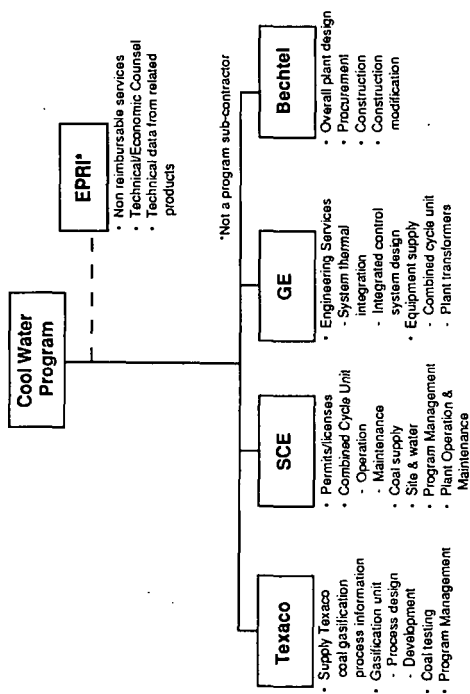 Cool Water
Program
EPRI*
• Non reimbursable services
• Technical/Economic Counsel
• Technical data from related
products
*Not a program sub-contractor
Texaco
• Supply Texaco
coal gasification
process information
• Gasification unit
- Process design
- Development
• Coal testing
• Program Management
SCE
• Permits/licenses
• Combined Cycle Unit
- Operation
- Maintenance
• Coal supply
• Site & water
• Program Management
• Plant Operation &
Maintenance
GE
• Engineering Services
- System thermal
integration
- Integrated control
system design
• Equipment supply
- Combined cycle unit
- Plant transformers
Bechtel
• Overall plant design
• Procurement
• Construction
• Construction
modification